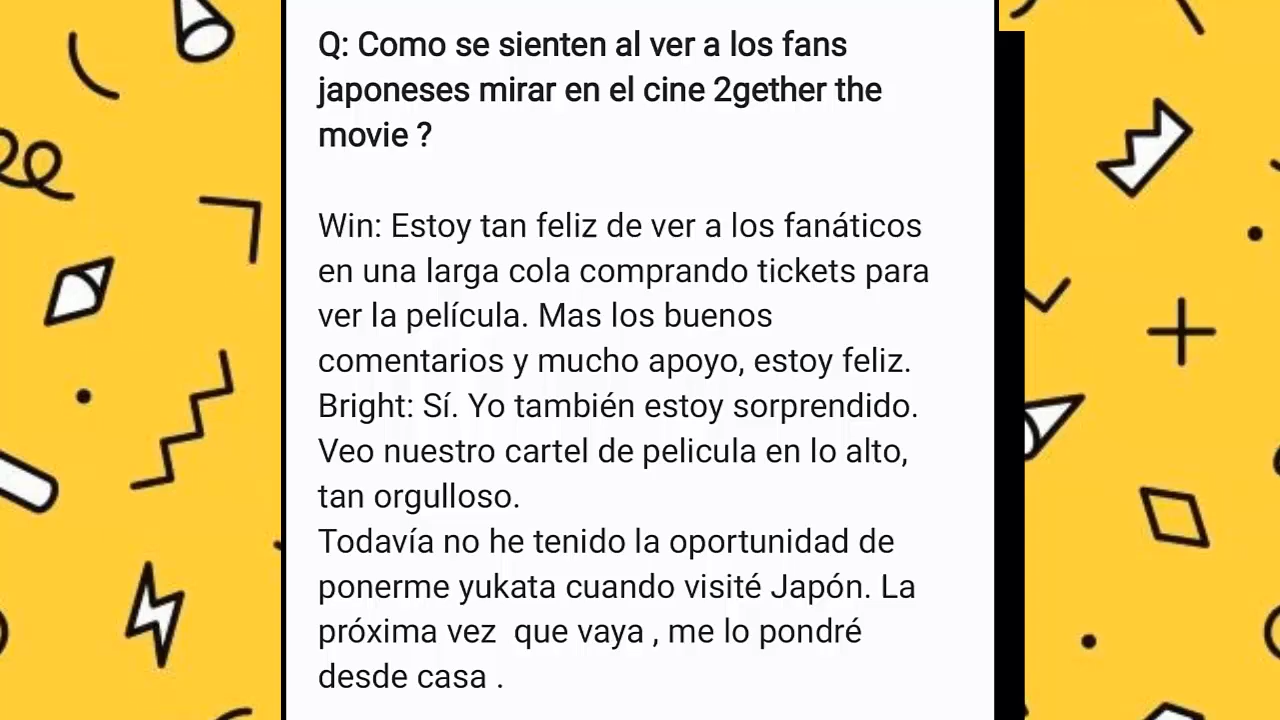 Q: Como se sienten al ver a los fans
japoneses mirar en el cine 2gether the
movie ?
Win: Estoy tan feliz de ver a los fanáticos
en una larga cola comprando tickets para
ver la película. Mas los buenos
comentarios y mucho apoyo, estoy feliz.
Bright: Sí. Yo también estoy sorprendido.
Veo nuestro cartel de pelicula en lo alto,
tan orgulloso.
Todavía no he tenido la oportunidad de
ponerme yukata cuando visité Japón. La
próxima vez  que vaya , me lo pondré
desde casa .